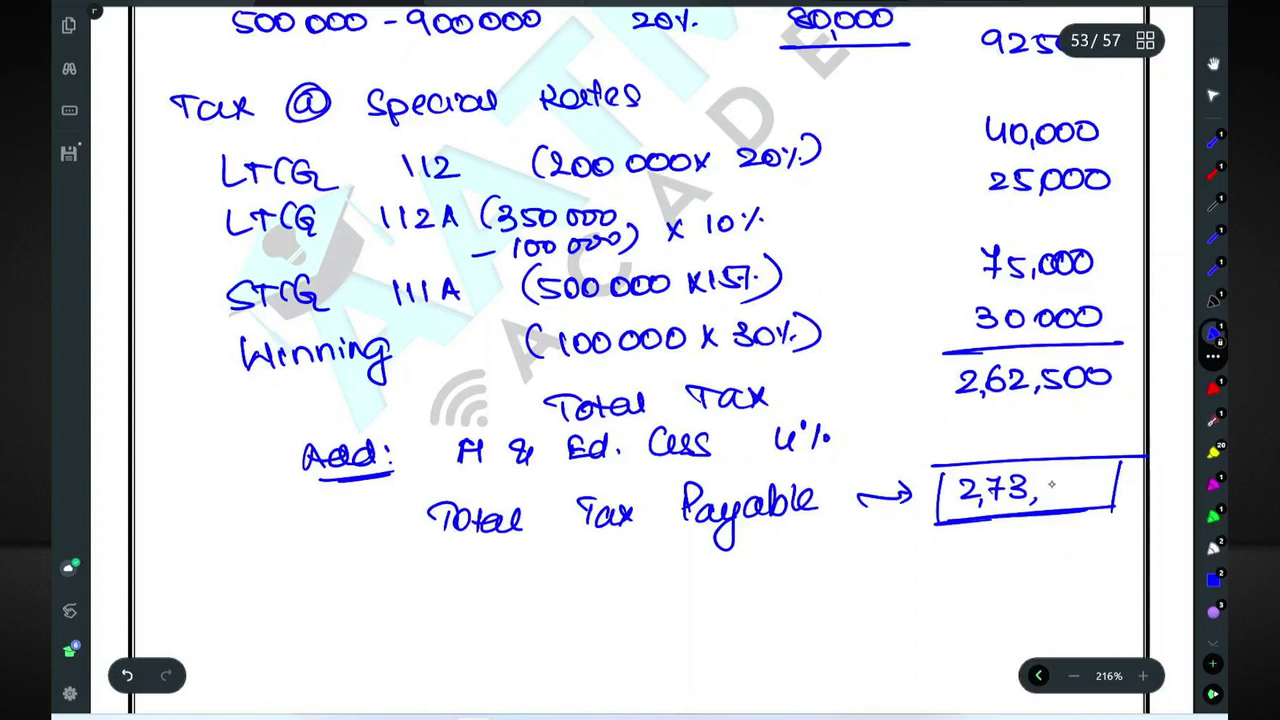 500 000 - 900000 20%. 80,000
53 / 57
Tax @ Special Rates
LTCG 112 (200 000 x 20%) 40,000
LTCG 112A (350 000 - 100 000) x 10% 25,000
STCG 111A (500 000 x 15%) 75,000
Winning (100 000 x 30%) 30 000
Total Tax 2,62,500
Add: H & Ed. Cess 4%
Total Tax Payable → 2,73,
216%